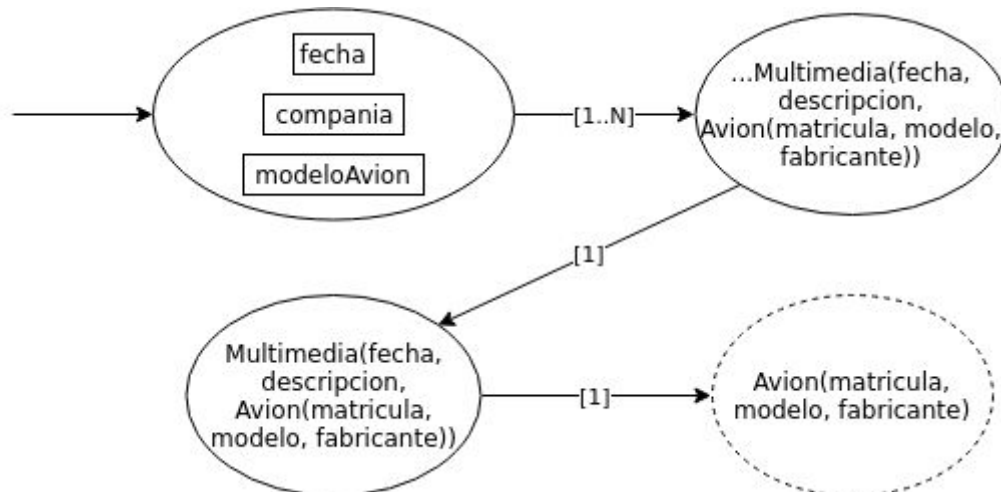 fecha
compania
modeloAvion
[1..N]
...Multimedia(fecha,
descripcion,
Avion(matricula, modelo,
fabricante))
[1]
Multimedia(fecha,
descripcion,
Avion(matricula,
modelo, fabricante))
[1]
Avion(matricula,
modelo, fabricante)